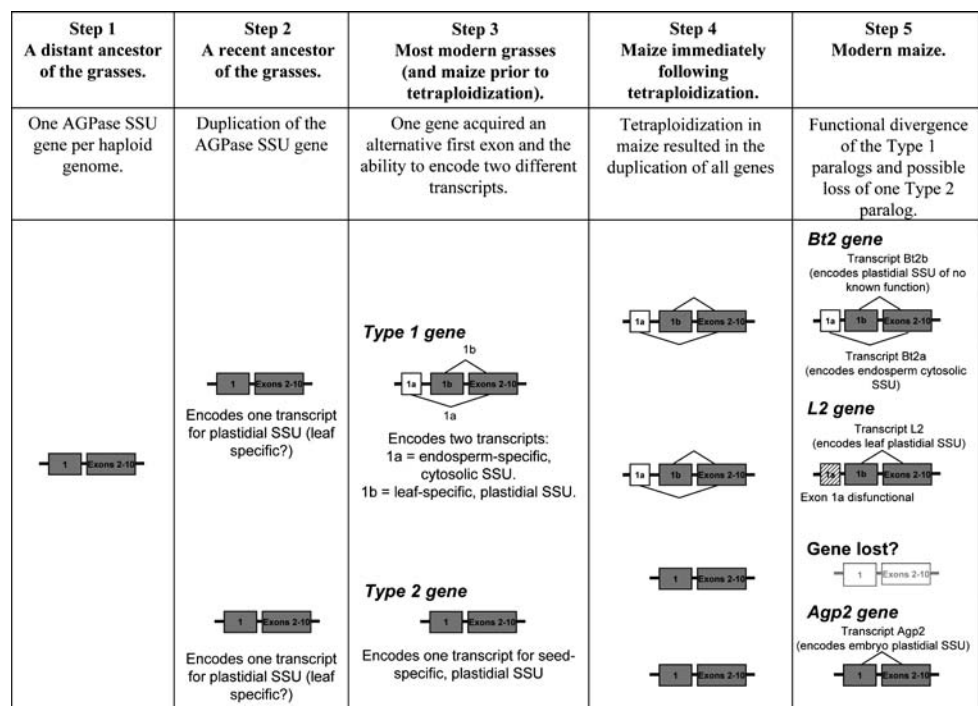 Step 1
A distant ancestor
of the grasses.
Step 2
A recent ancestor
of the grasses.
Step 3
Most modern grasses
(and maize prior to
tetraploidization).
Step 4
Maize immediately
following
tetraploidization.
Step 5
Modern maize.
One AGPase SSU
gene per haploid
genome.
Duplication of the
AGPase SSU gene
One gene acquired an
alternative first exon and the
ability to encode two different
transcripts.
Tetraploidization in
maize resulted in the
duplication of all genes
Functional divergence
of the Type 1
paralogs and possible
loss of one Type 2
paralog.
1 Exons 2-10
1 Exons 2-10
Encodes one transcript
for plastidial SSU (leaf
specific?)
1 Exons 2-10
Encodes one transcript
for plastidial SSU (leaf
specific?)
Type 1 gene
1b
1a 1b Exons 2-10
1a
Encodes two transcripts:
1a = endosperm-specific,
cytosolic SSU.
1b = leaf-specific, plastidial SSU.
Type 2 gene
1 Exons 2-10
Encodes one transcript for seed-
specific, plastidial SSU
1a 1b Exons 2-10
1a 1b Exons 2-10
1 Exons 2-10
1 Exons 2-10
Bt2 gene
Transcript Bt2b
(encodes plastidial SSU of no
known function)
1a 1b Exons 2-10
Transcript Bt2a
(encodes endosperm cytosolic
SSU)
L2 gene
Transcript L2
(encodes leaf plastidial SSU)
1b Exons 2-10
Exon 1a disfunctional
Gene lost?
1 Exons 2-10
Agp2 gene
Transcript Agp2
(encodes embryo plastidial SSU)
1 Exons 2-10